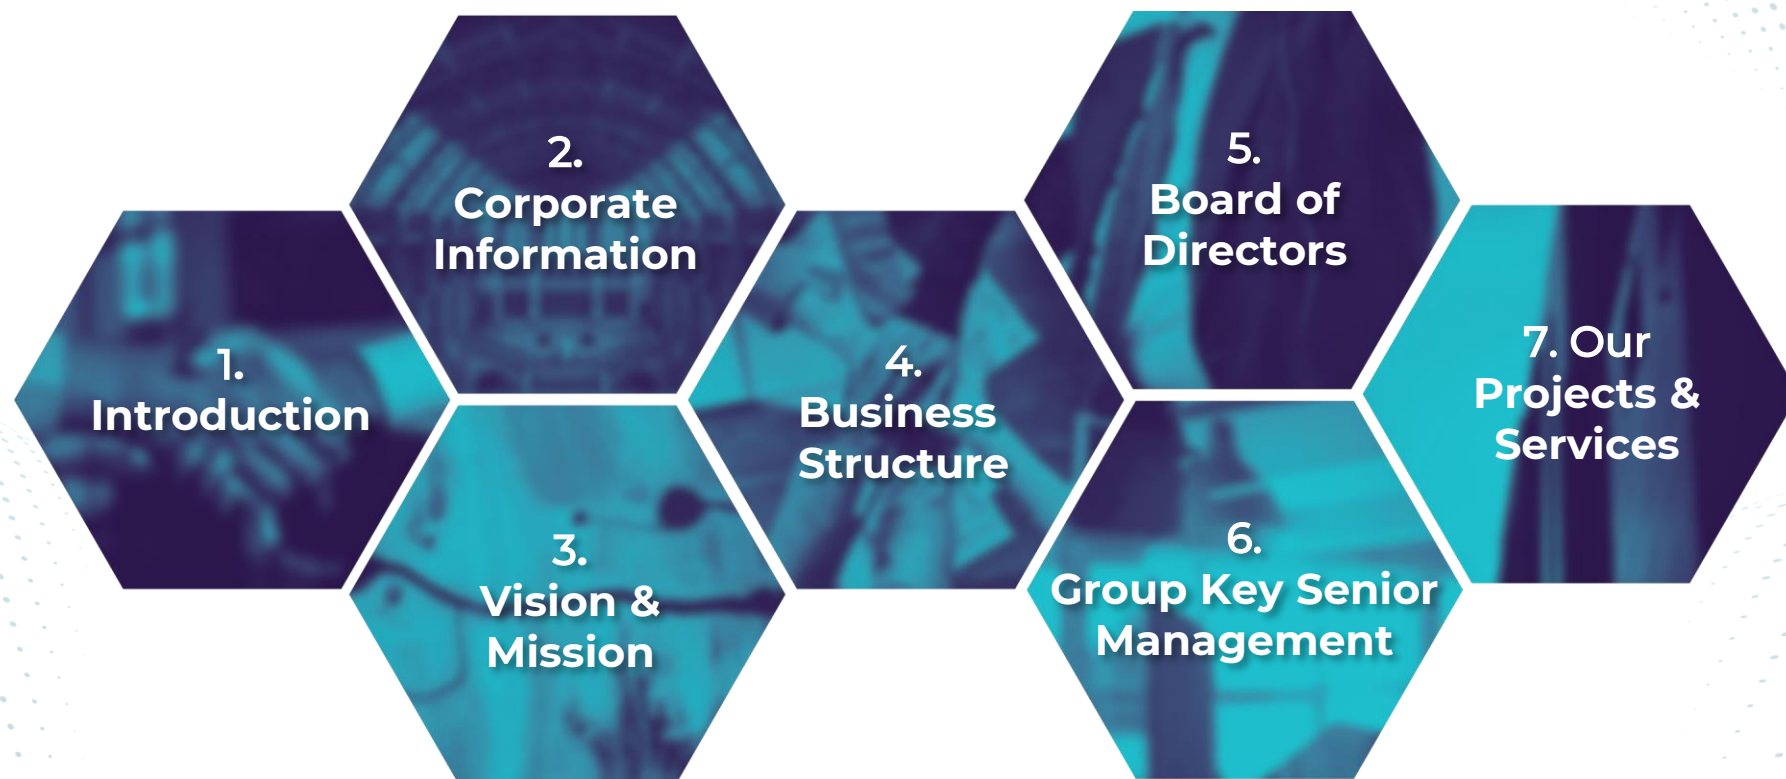 1.
Introduction
2.
Corporate
Information
3.
Vision &
Mission
4.
Business
Structure
5.
Board of
Directors
6.
Group Key Senior
Management
7. Our
Projects &
Services